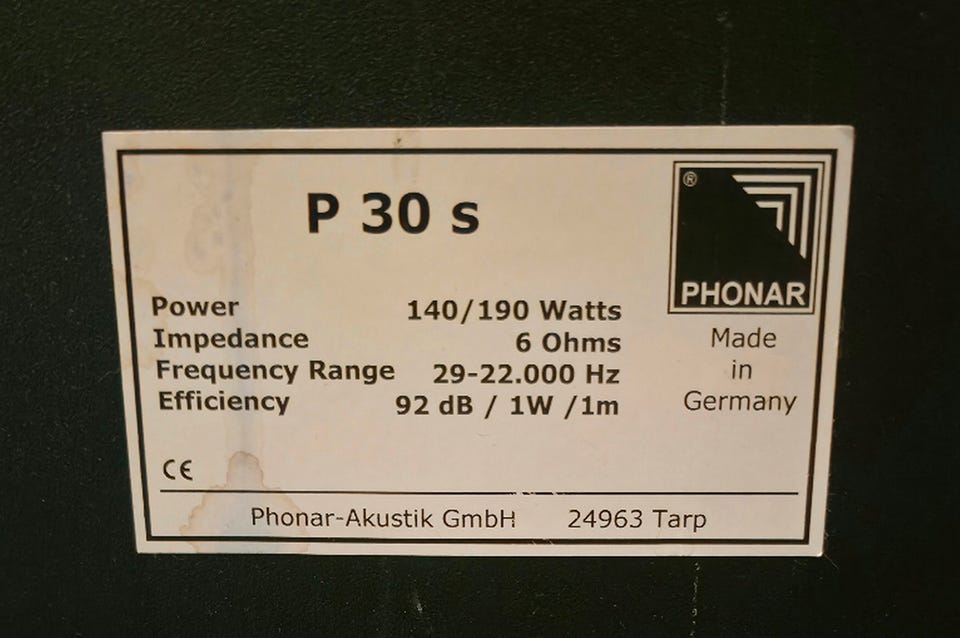 P 30 s
®
PHONAR
Power 140/190 Watts
Impedance 6 Ohms
Frequency Range 29-22.000 Hz
Efficiency 92 dB / 1W /1m
Made
in
Germany
CE
Phonar-Akustik GmbH 24963 Tarp